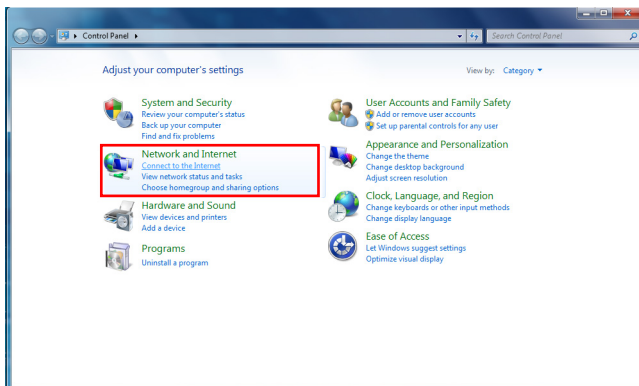 Control Panel
Search Control Panel
Adjust your computer's settings
View by: Category
System and Security
Review your computer's status
Back up your computer
Find and fix problems
Network and Internet
Connect to the Internet
View network status and tasks
Choose homegroup and sharing options
Hardware and Sound
View devices and printers
Add a device
Programs
Uninstall a program
User Accounts and Family Safety
Add or remove user accounts
Set up parental controls for any user
Appearance and Personalization
Change the theme
Change desktop background
Adjust screen resolution
Clock, Language, and Region
Change keyboards or other input methods
Change display language
Ease of Access
Let Windows suggest settings
Optimize visual display